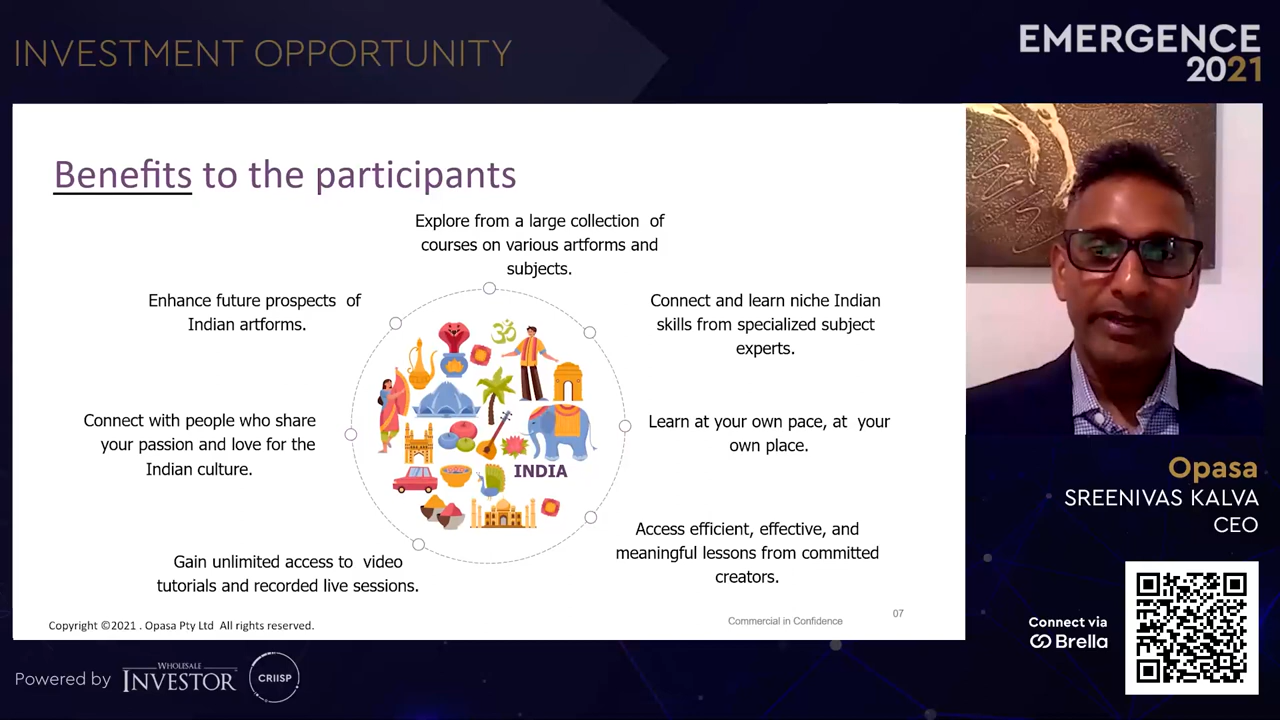 INVESTMENT OPPORTUNITY
EMERGENCE
2021
Benefits to the participants
Explore from a large collection of
courses on various artforms and
subjects.
Enhance future prospects of
Indian artforms.
Connect and learn niche Indian
skills from specialized subject
experts.
Connect with people who share
your passion and love for the
Indian culture.
Learn at your own pace, at your
own place.
INDIA
Gain unlimited access to video
tutorials and recorded live sessions.
Access efficient, effective, and
meaningful lessons from committed
creators.
Copyright ©2021 . Opasa Pty Ltd All rights reserved.
Commercial in Confidence
07
Opasa
SREENIVAS KALVA
CEO
Connect via
Brella
Powered by
WHOLESALE
INVESTOR
CRIISP
ॐ